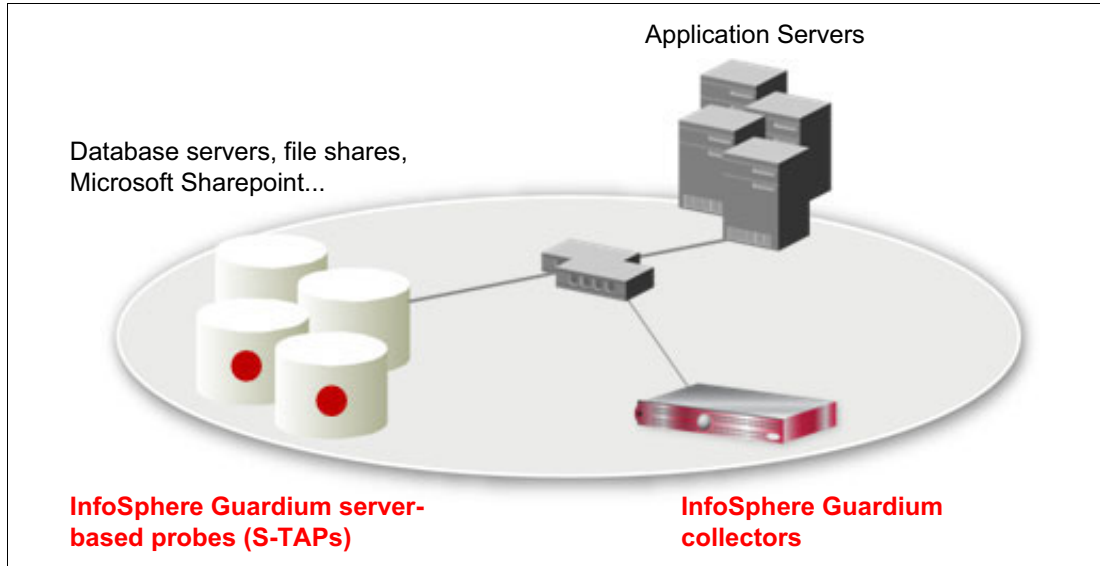 Application Servers
Database servers, file shares,
Microsoft Sharepoint...
InfoSphere Guardium server-
based probes (S-TAPs)
InfoSphere Guardium
collectors